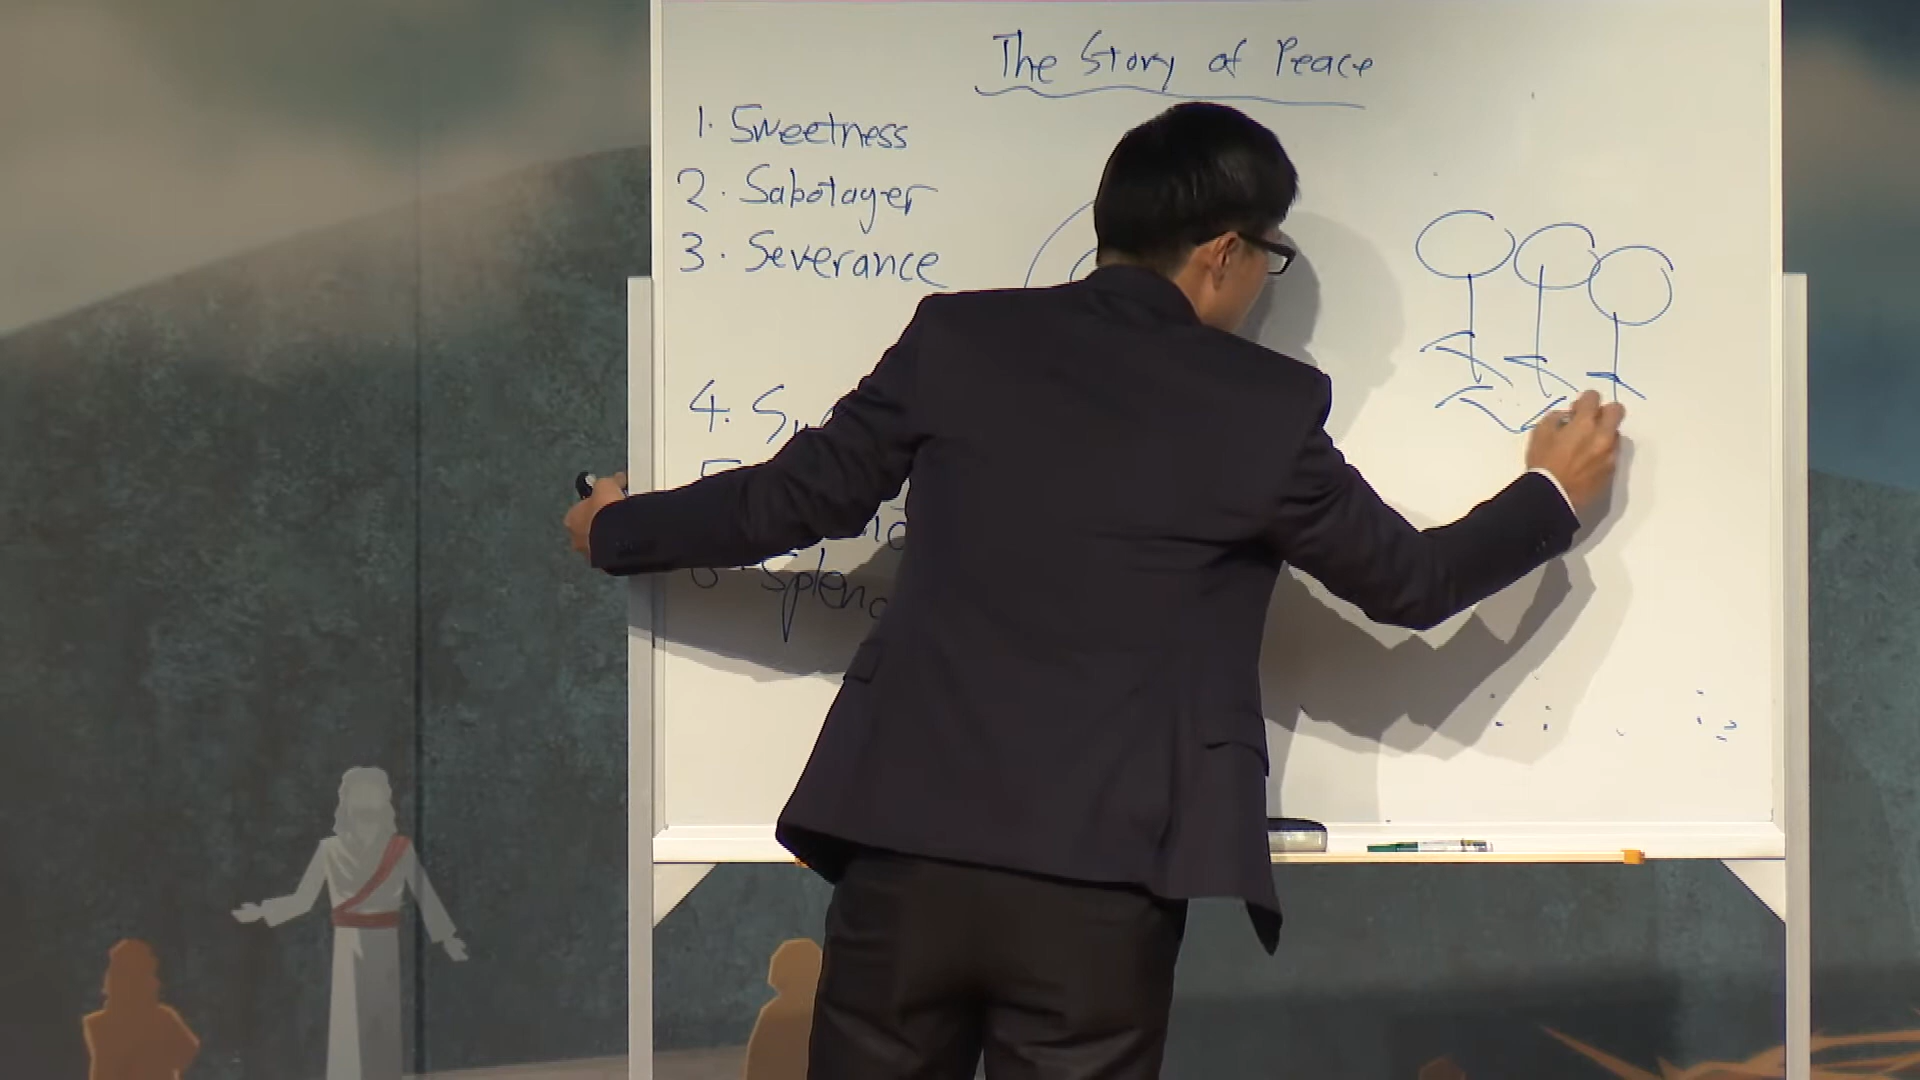 The Story of Peace
1. Sweetness
2. Sabotager
3. Severance
4.